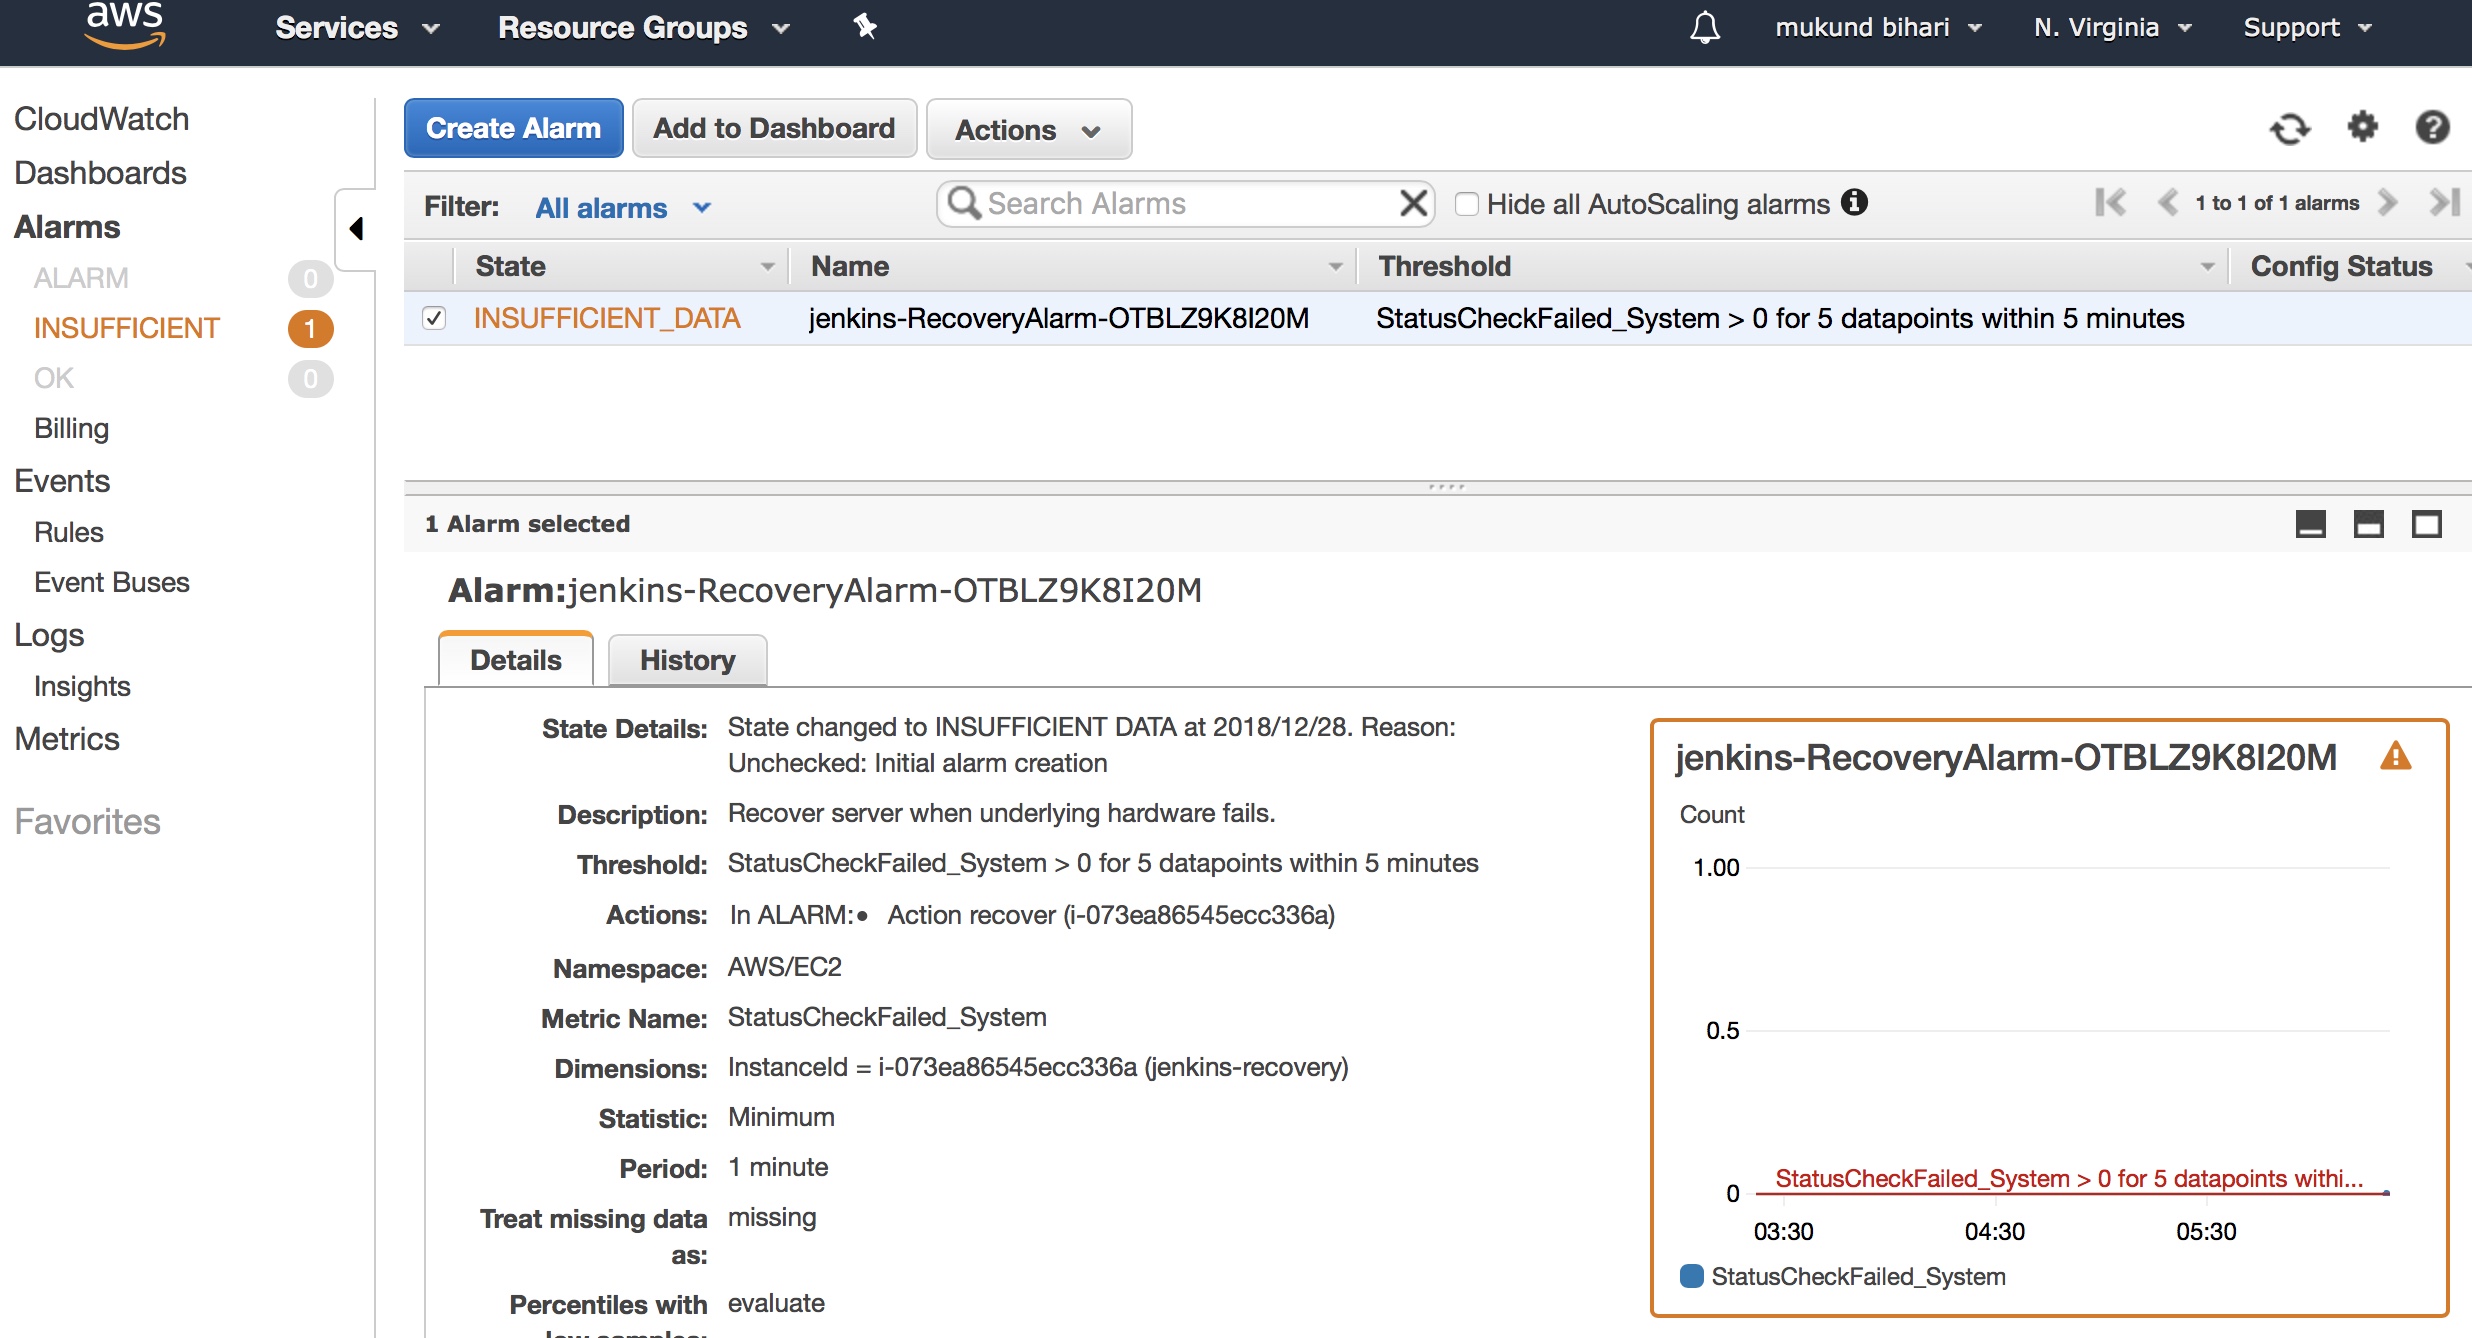 aws Services Resource Groups mukund bihari N. Virginia Support
CloudWatch
Dashboards
Alarms
ALARM 0
INSUFFICIENT 1
OK 0
Billing
Events
Rules
Event Buses
Logs
Insights
Metrics
Favorites
Create Alarm Add to Dashboard Actions
Filter: All alarms Search Alarms Hide all AutoScaling alarms 1 to 1 of 1 alarms
State Name Threshold Config Status
INSUFFICIENT_DATA jenkins-RecoveryAlarm-OTBLZ9K8I20M StatusCheckFailed_System > 0 for 5 datapoints within 5 minutes
1 Alarm selected
Alarm:jenkins-RecoveryAlarm-OTBLZ9K8I20M
Details History
State Details: State changed to INSUFFICIENT DATA at 2018/12/28. Reason:
Unchecked: Initial alarm creation
Description: Recover server when underlying hardware fails.
Threshold: StatusCheckFailed_System > 0 for 5 datapoints within 5 minutes
Actions: In ALARM:• Action recover (i-073ea86545ecc336a)
Namespace: AWS/EC2
Metric Name: StatusCheckFailed_System
Dimensions: InstanceId = i-073ea86545ecc336a (jenkins-recovery)
Statistic: Minimum
Period: 1 minute
Treat missing data missing
as:
Percentiles with evaluate
low samples:
jenkins-RecoveryAlarm-OTBLZ9K8I20M
Count
1.00
0.5
StatusCheckFailed_System > 0 for 5 datapoints withi...
0
03:30 04:30 05:30
StatusCheckFailed_System